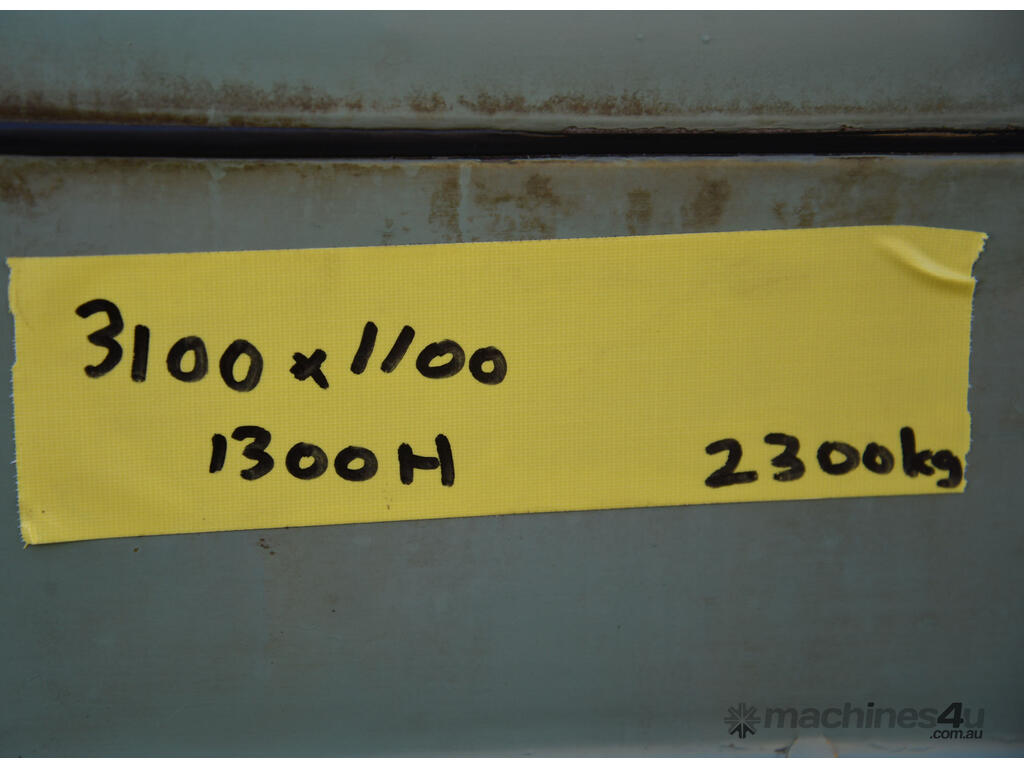 3100 x 1100
1300H 2300kg
machines4u
.com.au